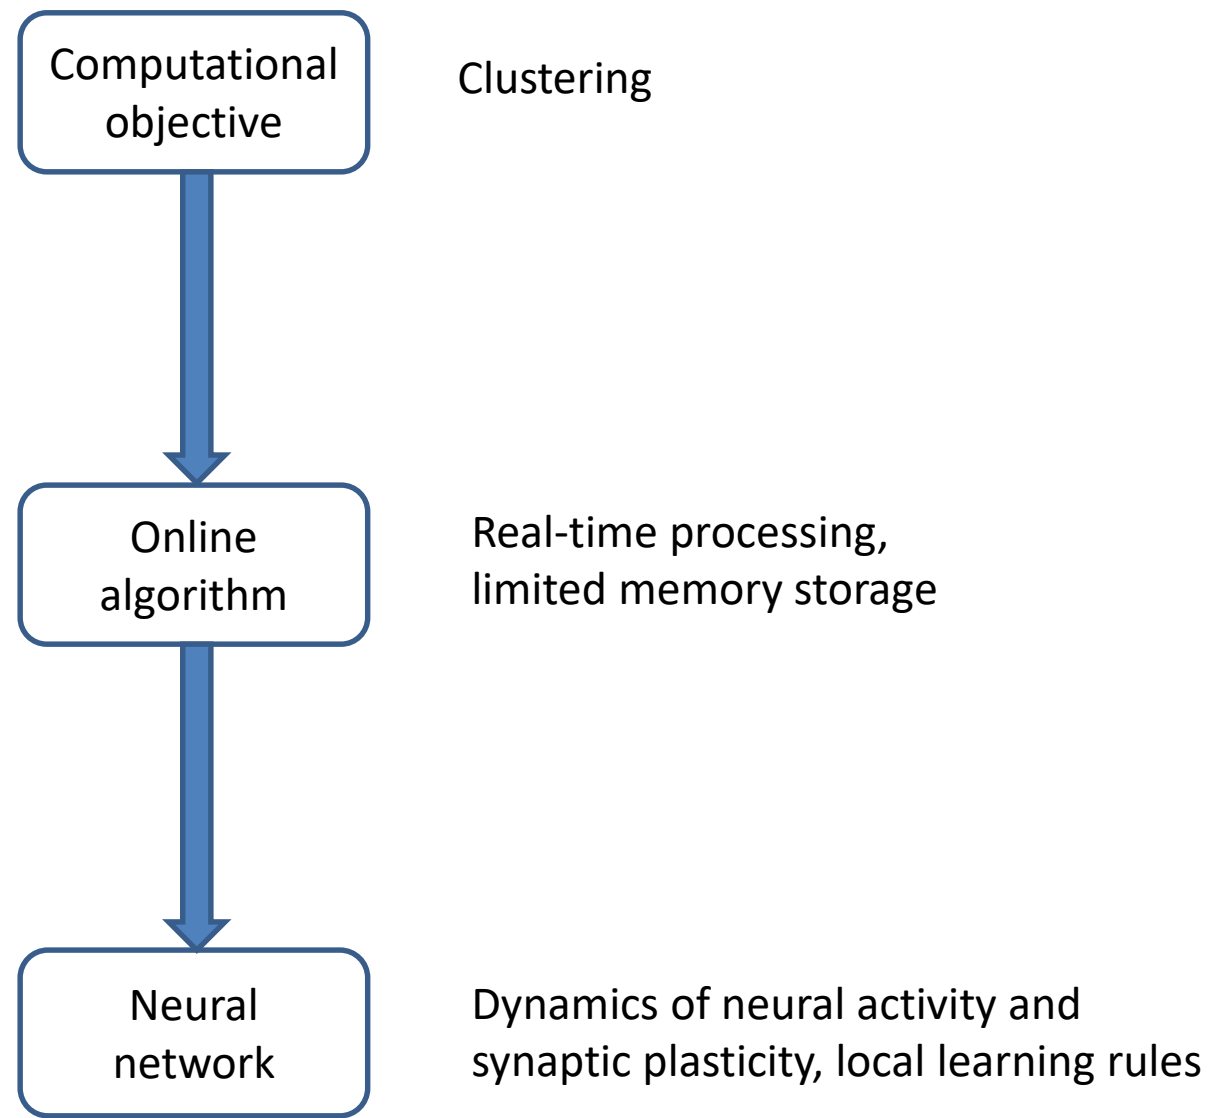 Computational
objective
Clustering
Online
algorithm
Real-time processing,
limited memory storage
Neural
network
Dynamics of neural activity and
synaptic plasticity, local learning rules